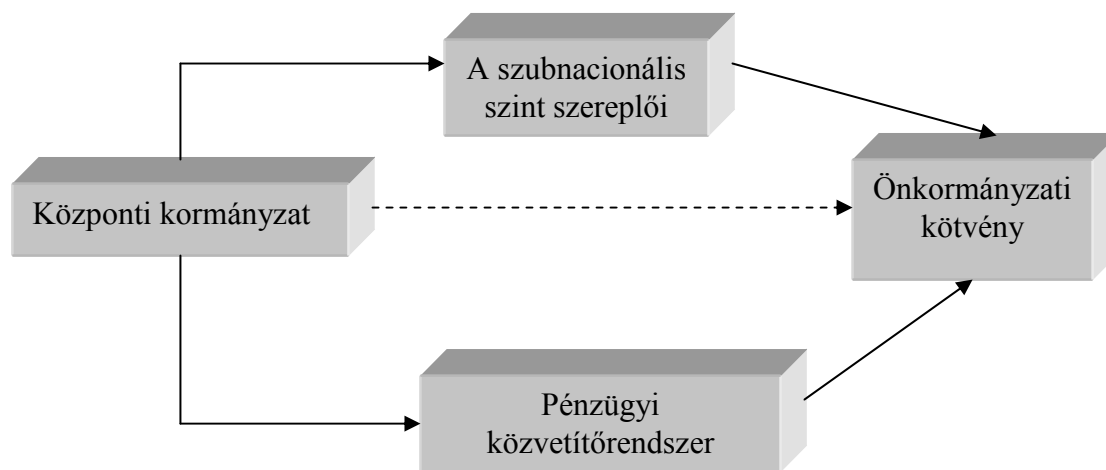 A szubnacionális
szint szereplői
Központi kormányzat
Önkormányzati
kötvény
Pénzügyi
közvetítőrendszer